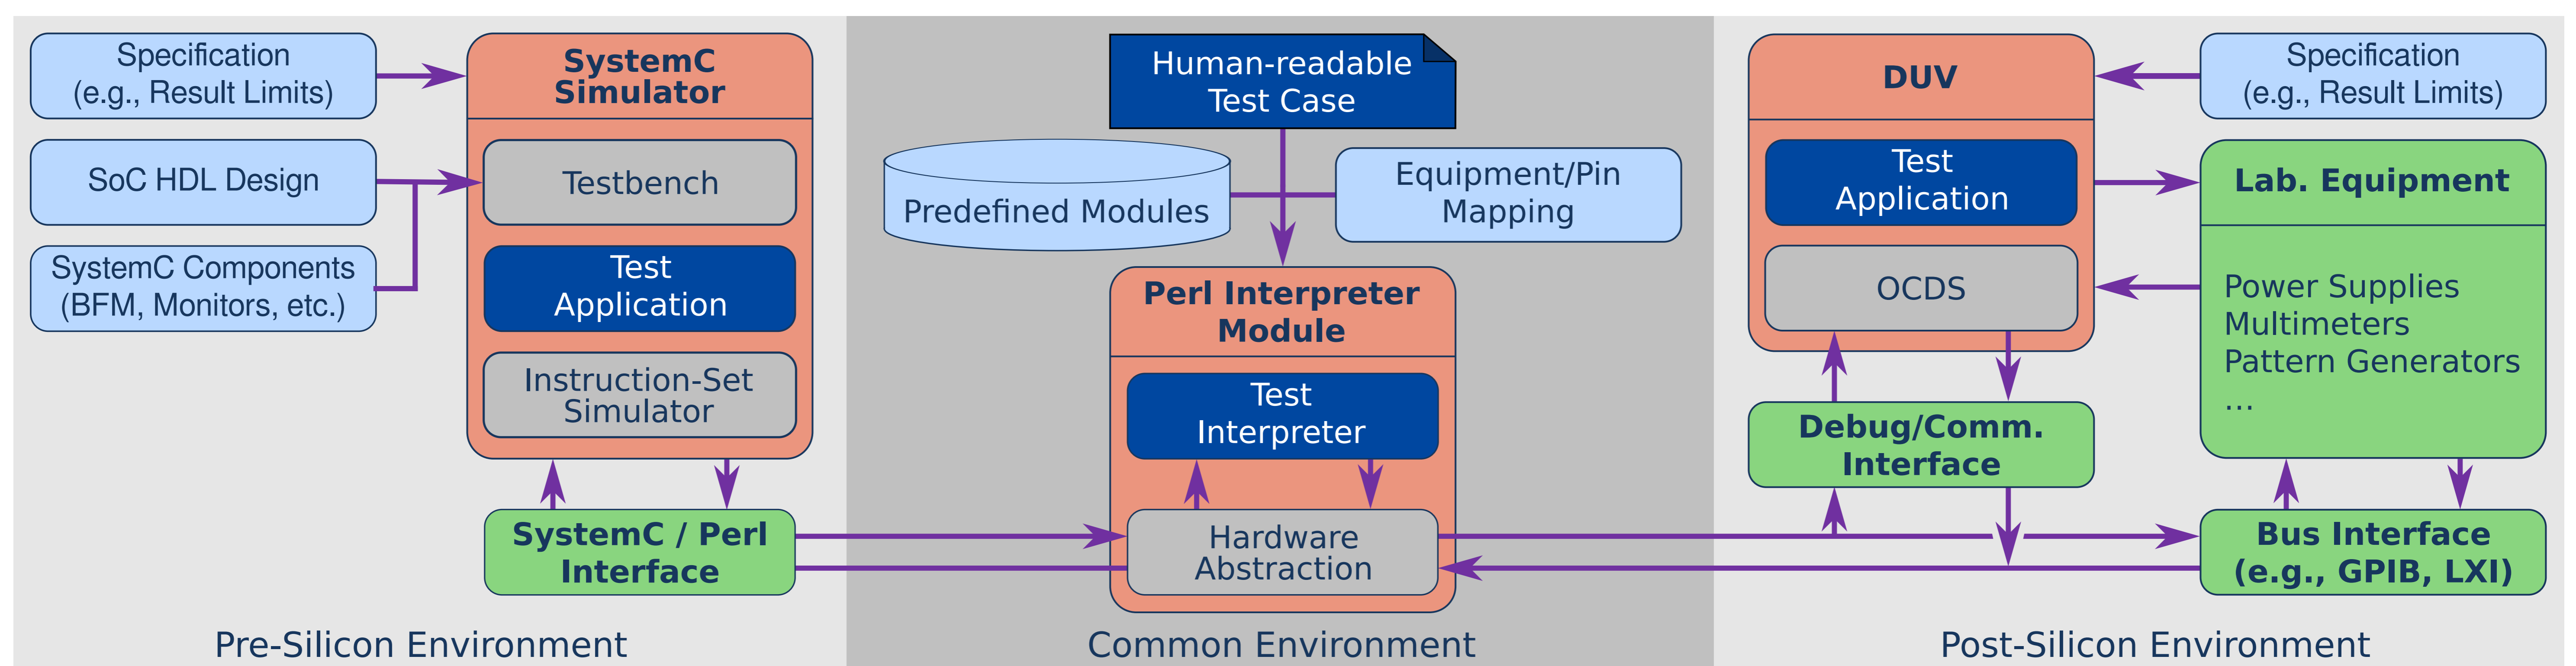 Specification
(e.g., Result Limits)
SoC HDL Design
SystemC Components
(BFM, Monitors, etc.)
SystemC
Simulator
Testbench
Test
Application
Instruction-Set
Simulator
SystemC / Perl
Interface
Pre-Silicon Environment
Human-readable
Test Case
Predefined Modules
Equipment/Pin
Mapping
Perl Interpreter
Module
Test
Interpreter
Hardware
Abstraction
Common Environment
DUV
Test
Application
OCDS
Debug/Comm.
Interface
Specification
(e.g., Result Limits)
Lab. Equipment
Power Supplies
Multimeters
Pattern Generators
...
Bus Interface
(e.g., GPIB, LXI)
Post-Silicon Environment